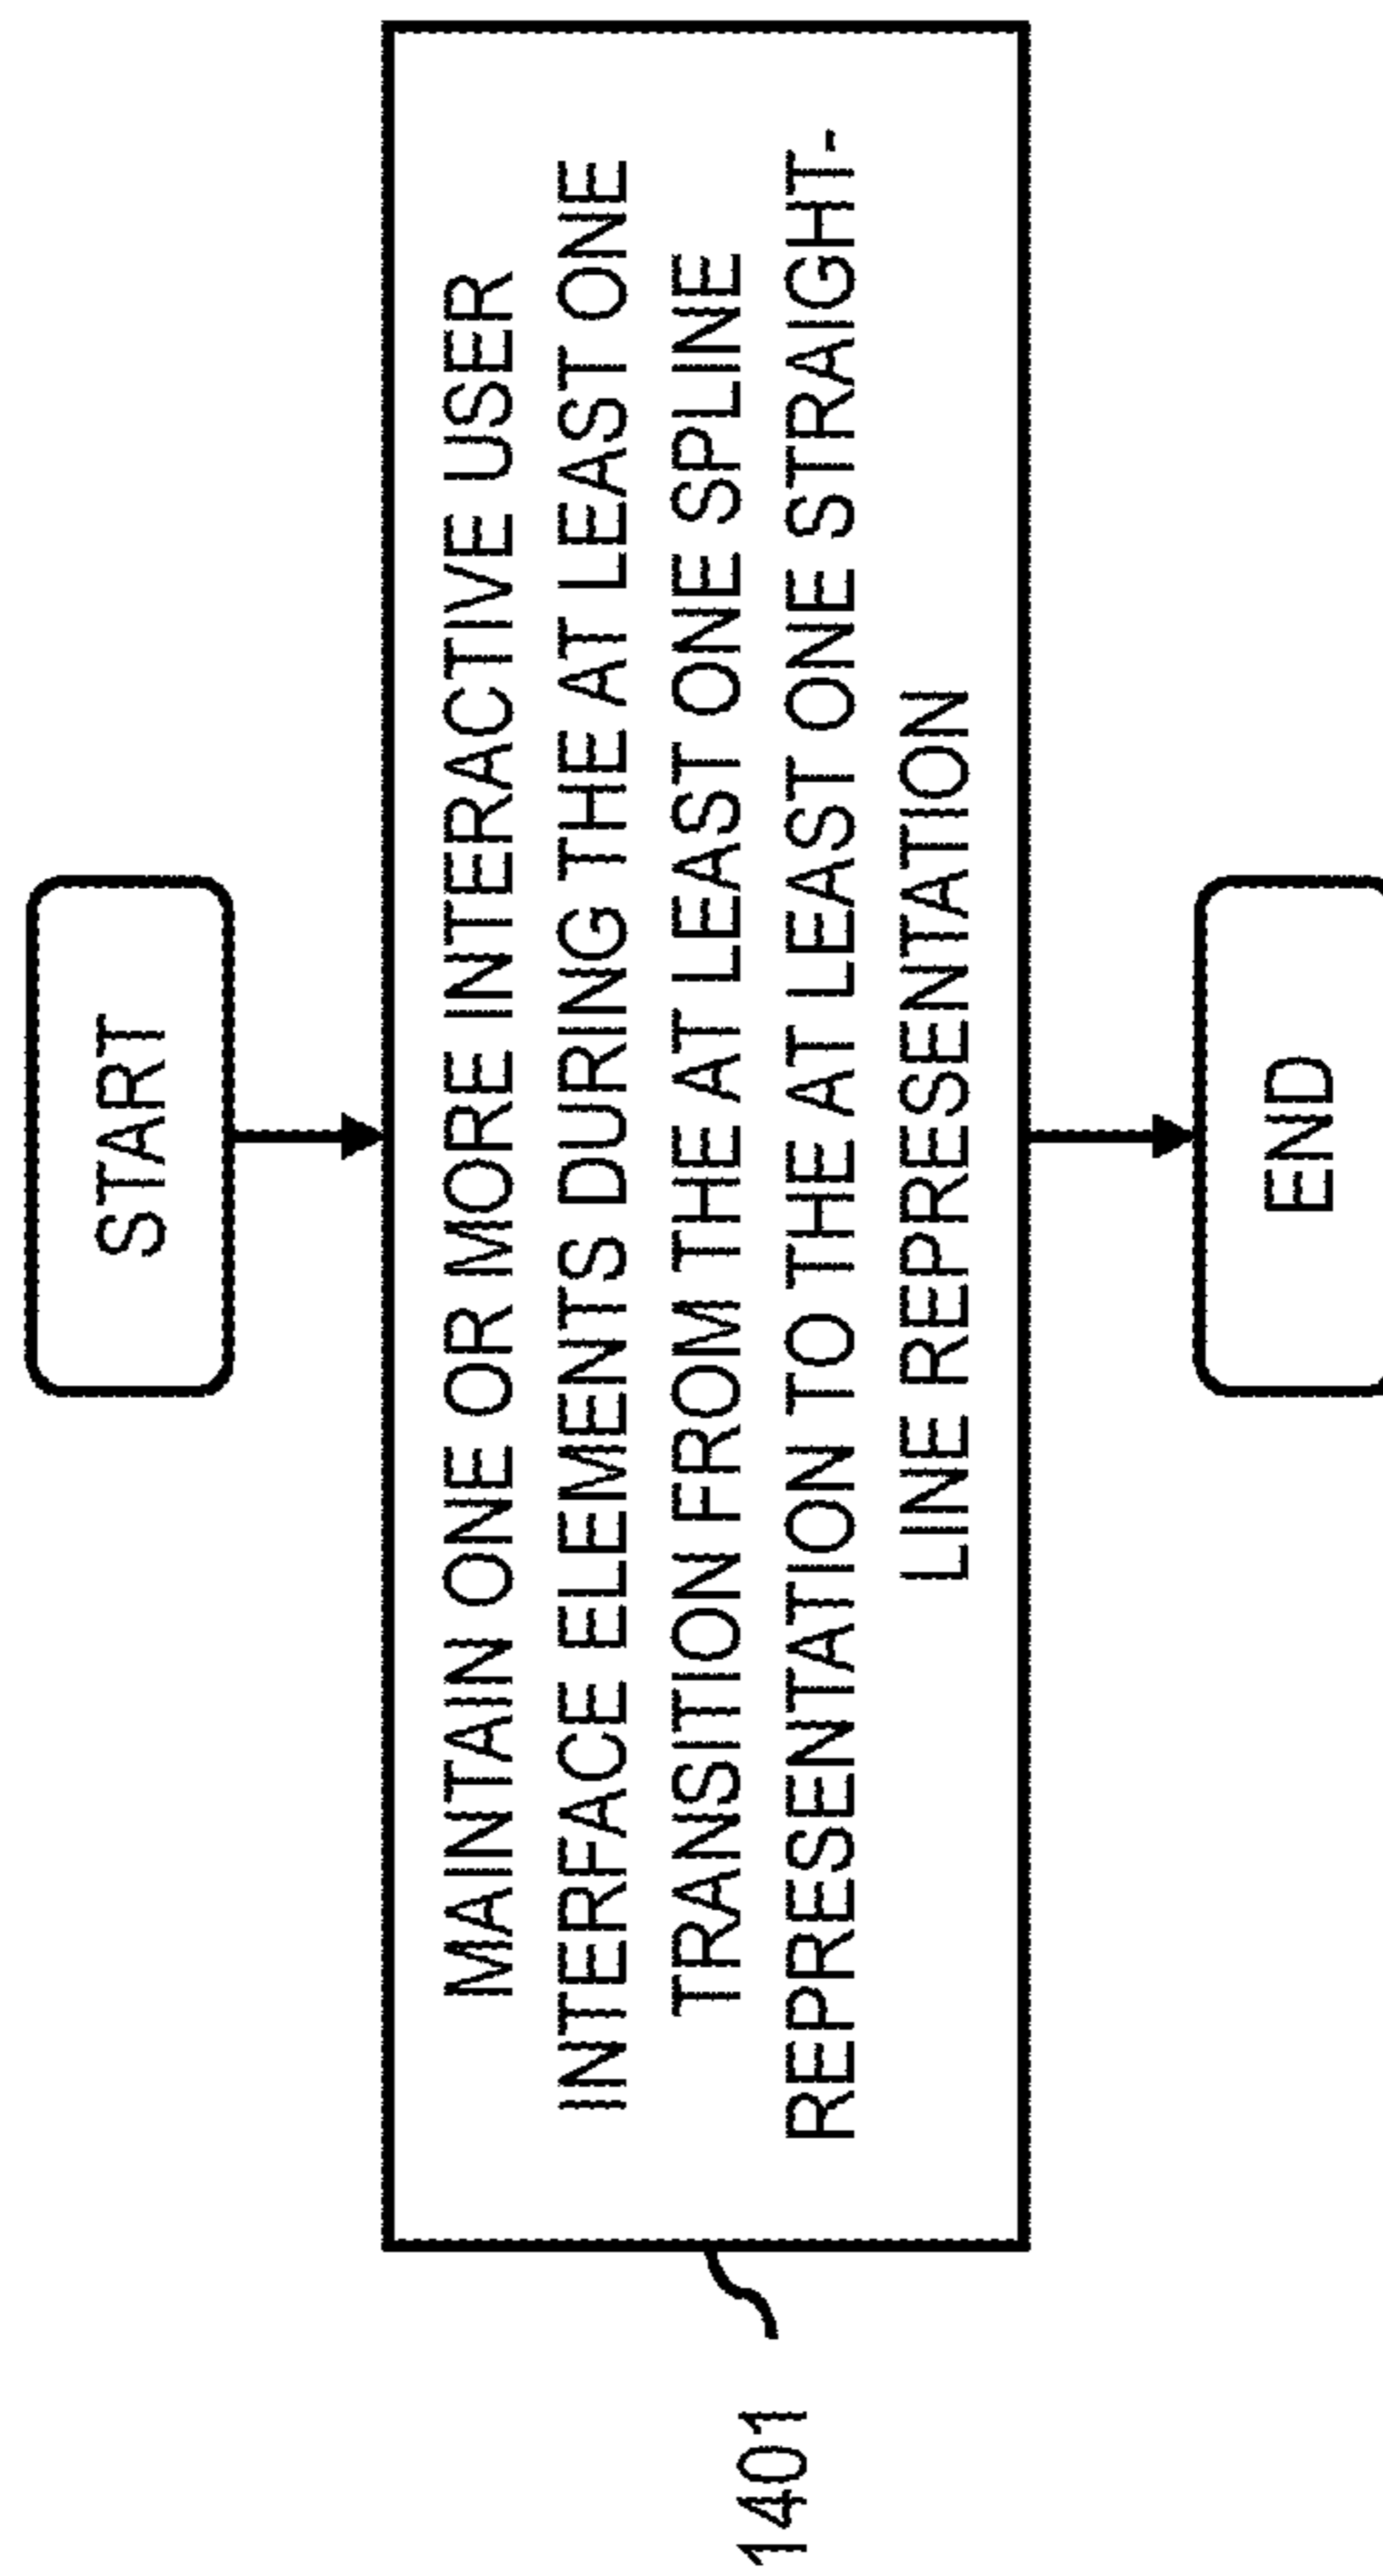 START
MAINTAIN ONE OR MORE INTERACTIVE USER
INTERFACE ELEMENTS DURING THE AT LEAST ONE
TRANSITION FROM THE AT LEAST ONE SPLINE
REPRESENTATION TO THE AT LEAST ONE STRAIGHT-
LINE REPRESENTATION
1401
END